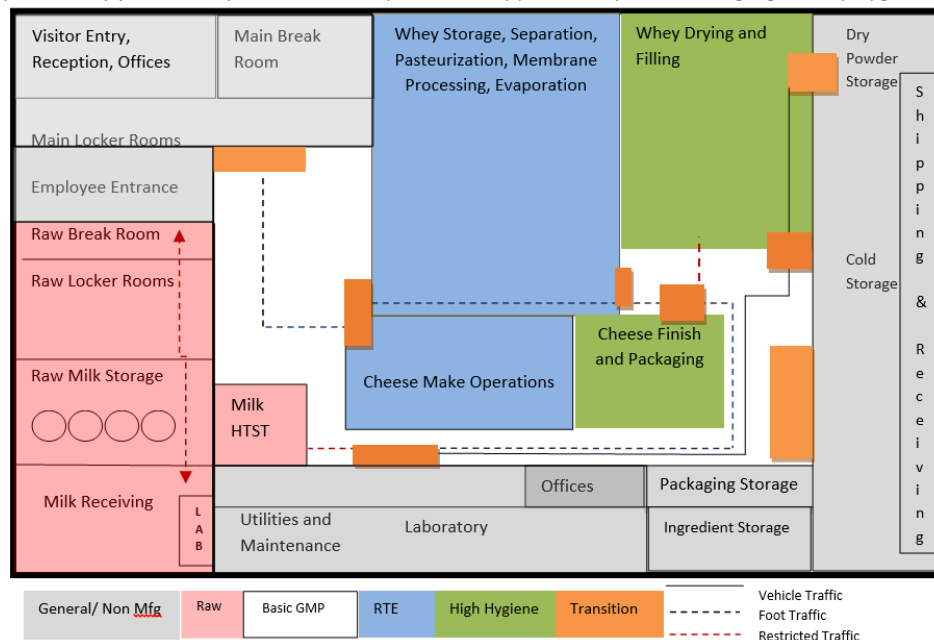 Visitor Entry,
Reception, Offices
Main Break
Room
Whey Storage, Separation,
Pasteurization, Membrane
Processing, Evaporation
Whey Drying and
Filling
Dry
Powder
Storage
Shipping & Receiving
Main Locker Rooms
Employee Entrance
Raw Break Room
Raw Locker Rooms
Cold
Storage
Cheese Finish
and Packaging
Cheese Make Operations
Raw Milk Storage
Milk
HTST
Milk Receiving
LAB
Offices
Packaging Storage
Utilities and
Maintenance
Laboratory
Ingredient Storage
General/ Non Mfg
Raw
Basic GMP
RTE
High Hygiene
Transition
Vehicle Traffic
Foot Traffic
Restricted Traffic